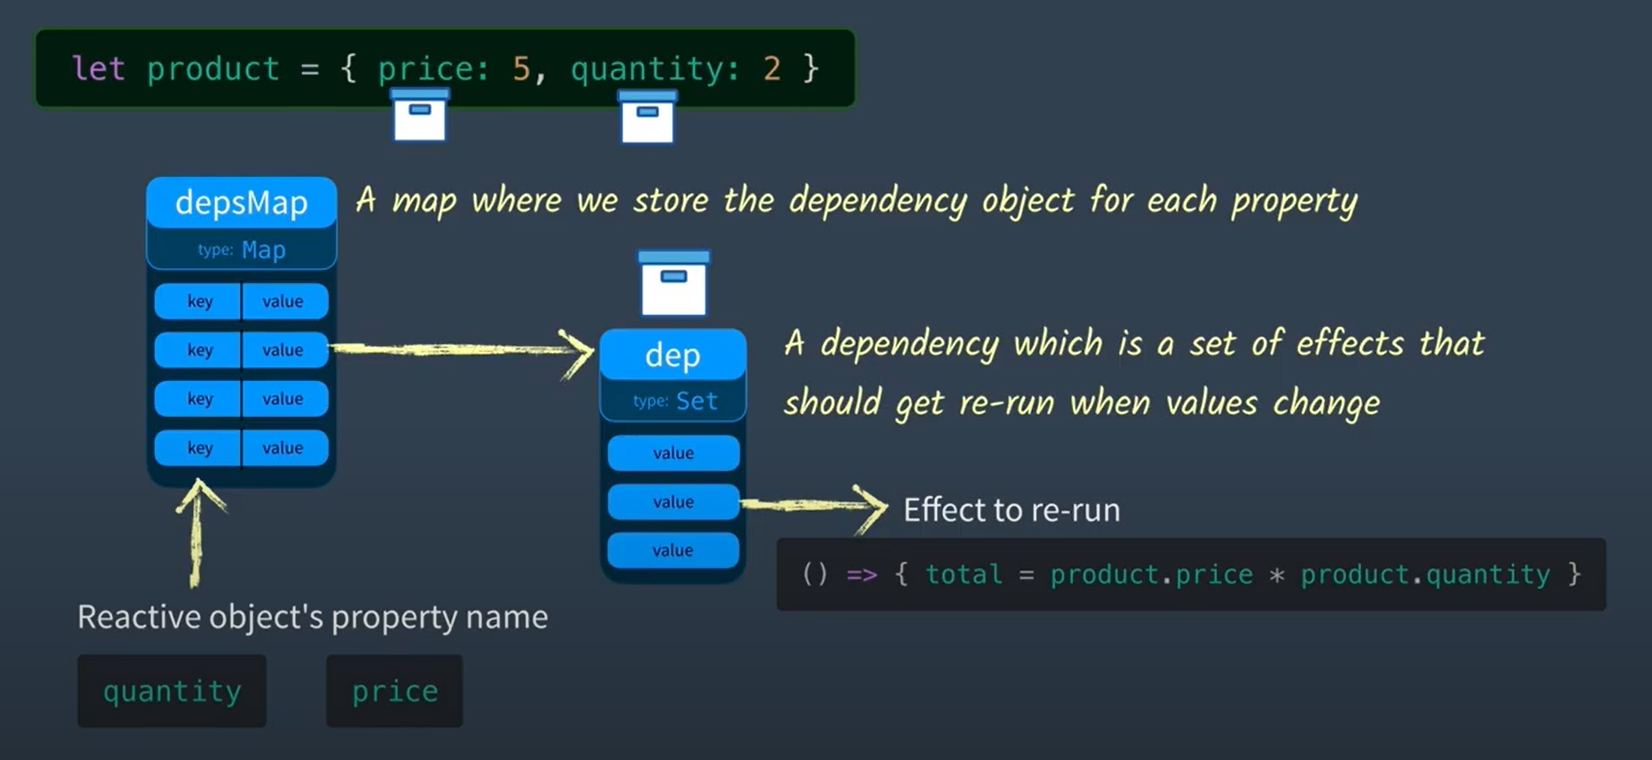 let product = { price: 5, quantity: 2 }
depsMap
A map where we store the dependency object for each property
type: Map
key value
key value
key value
key value
dep
type: Set
value
value
value
A dependency which is a set of effects that
should get re-run when values change
Effect to re-run
() => { total = product.price * product.quantity }
Reactive object's property name
quantity
price